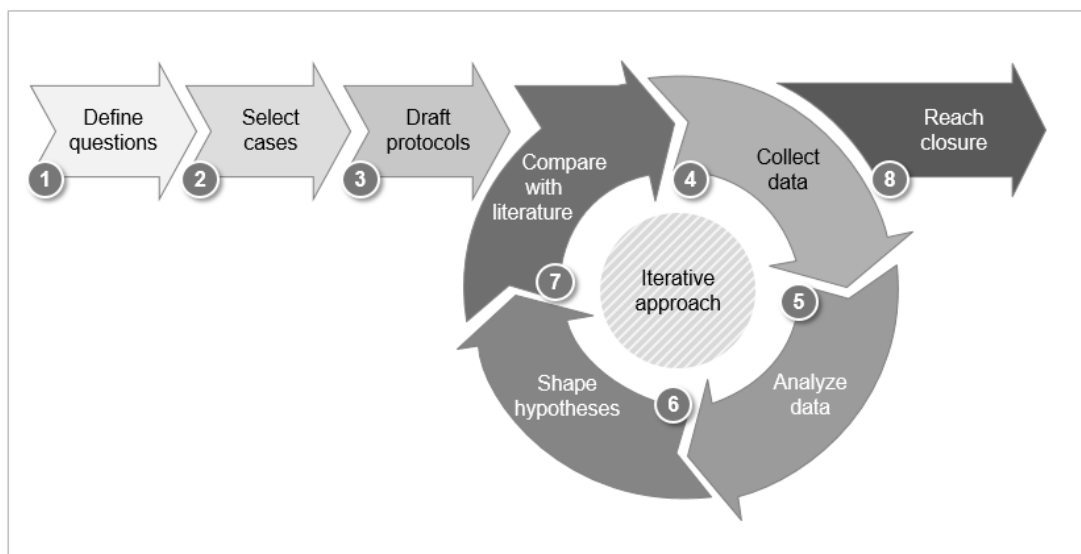 Define
questions
1
Select
cases
2
Draft
protocols
3
Collect
data
4
Analyze
data
5
Shape
hypotheses
6
Compare
with
literature
7
Reach
closure
8
Iterative
approach